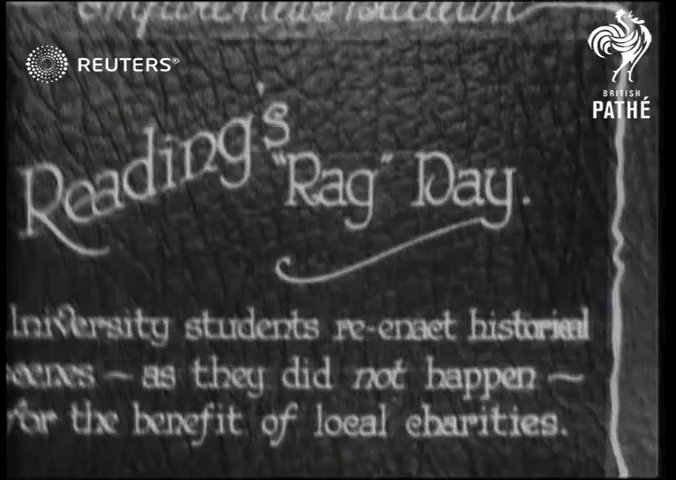 REUTERS
BRITISH
PATHÉ
Reading's
"Rag" Day.
University students re-enact historical
scenes – as they did not happen –
for the benefit of local charities.